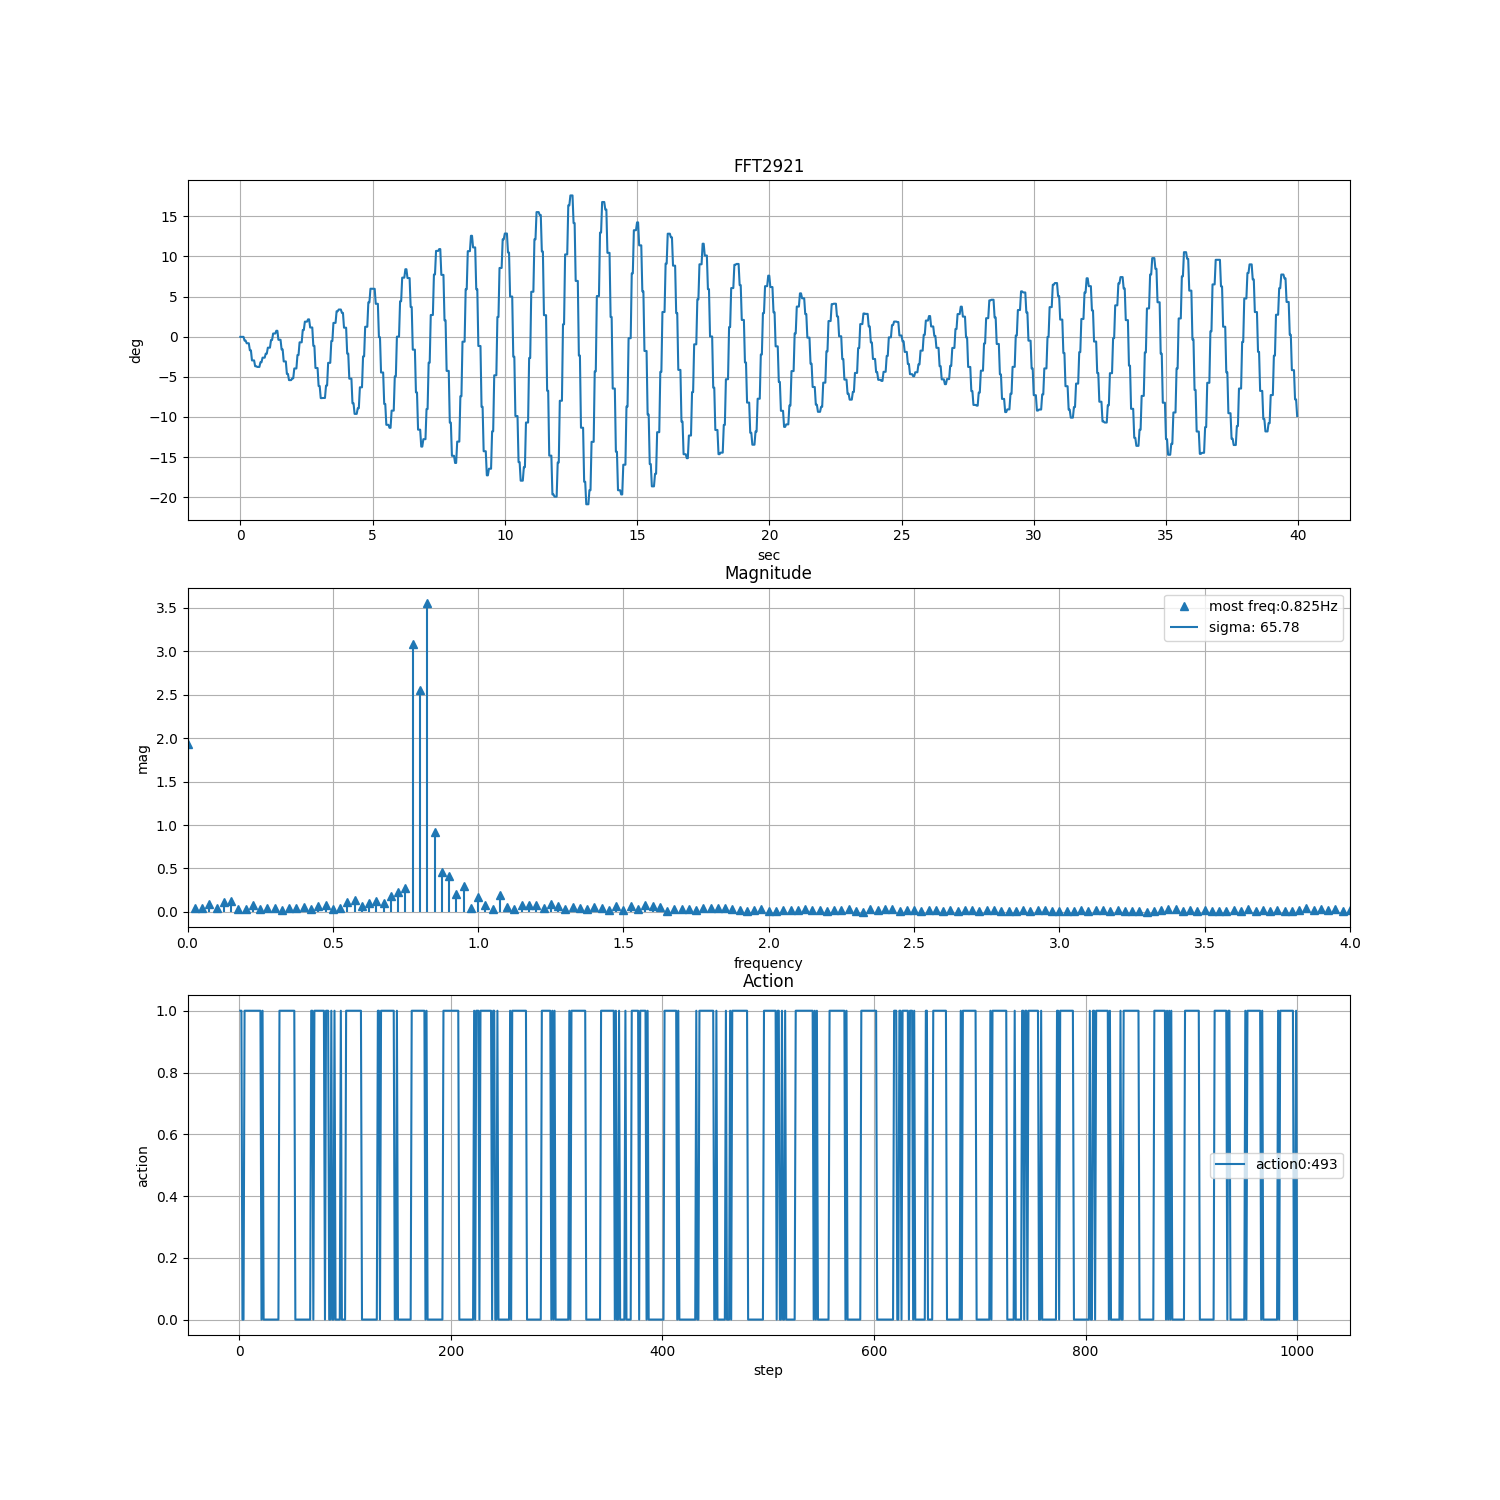 FFT2921
15
10
5
0
−5
−10
−15
−20
deg
0 5 10 15 20 25 30 35 40
sec
Magnitude
3.5
3.0
2.5
2.0
1.5
1.0
0.5
0.0
mag
most freq:0.825Hz
sigma: 65.78
0.0 0.5 1.0 1.5 2.0 2.5 3.0 3.5 4.0
frequency
Action
1.0
0.8
0.6
0.4
0.2
0.0
action
action0:493
0 200 400 600 800 1000
step